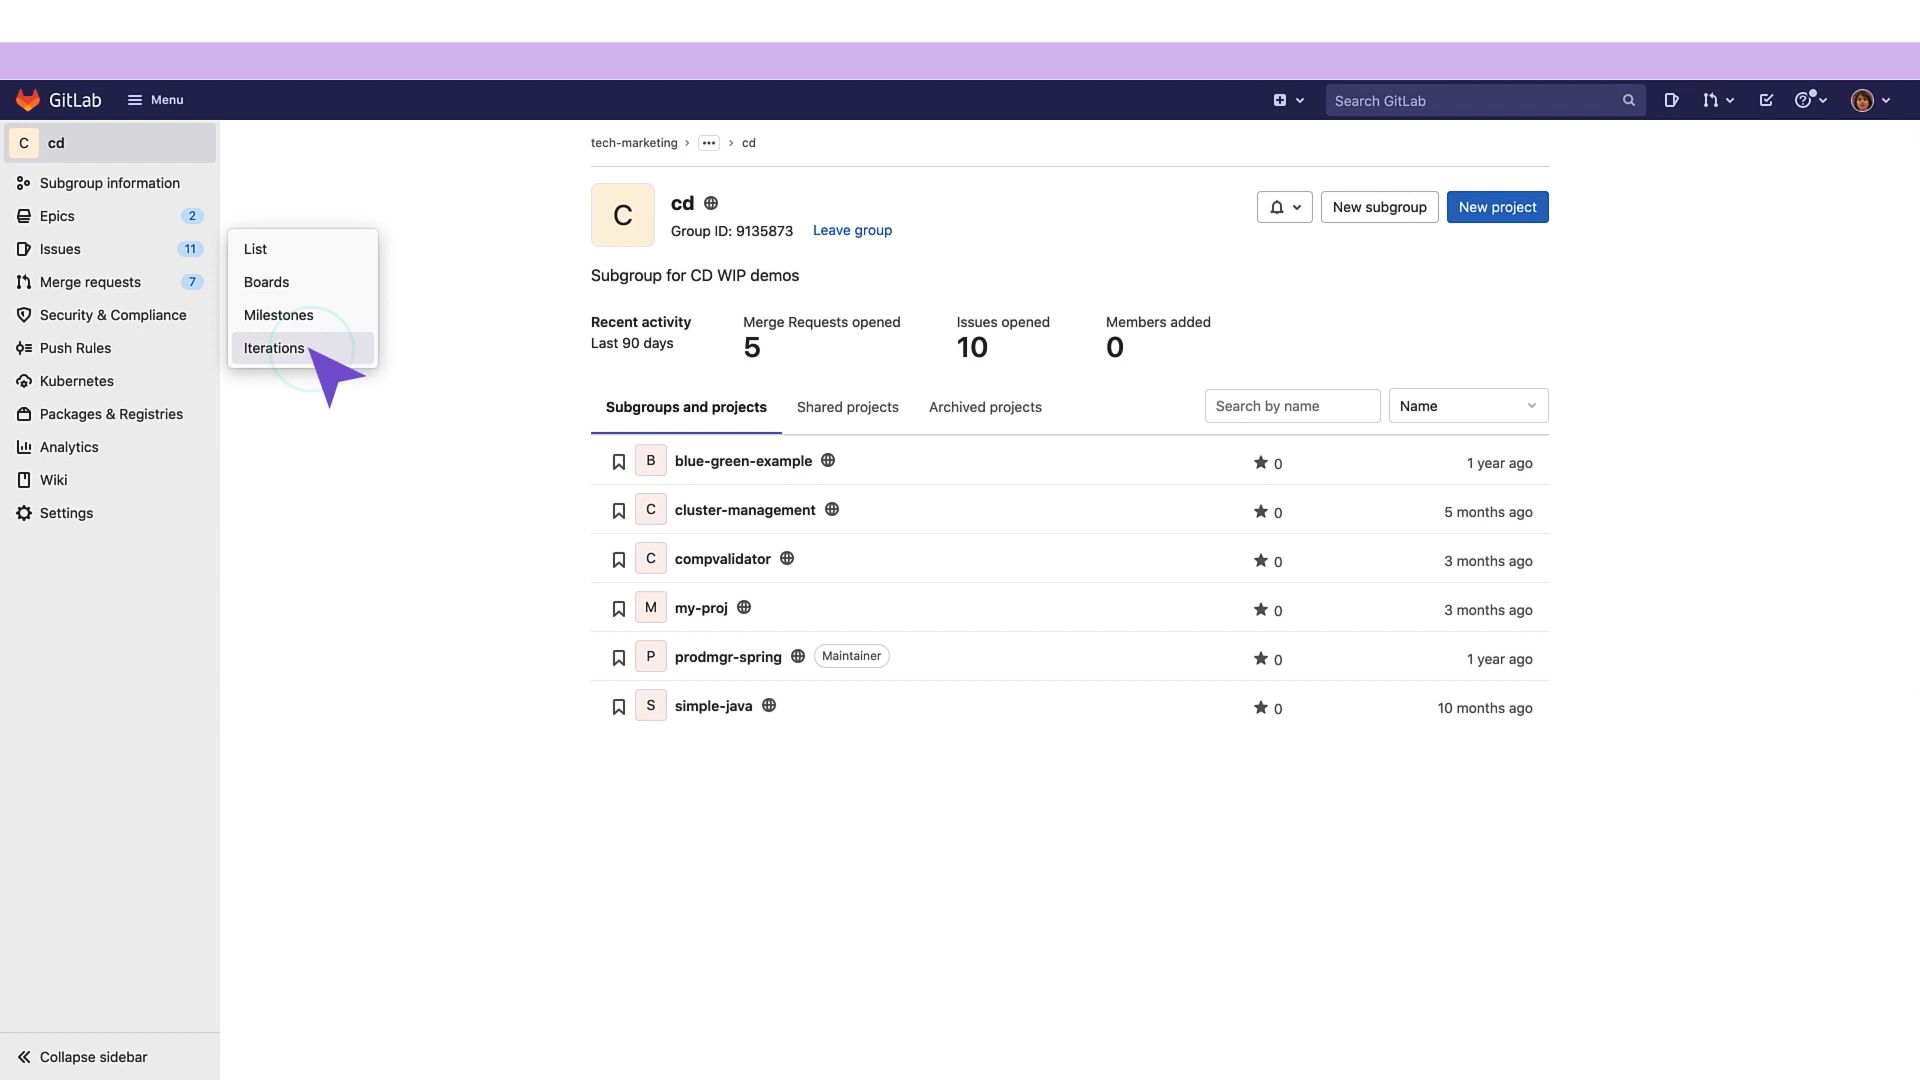 GitLab Menu Search GitLab
C cd
Subgroup information
Epics 2
Issues 11
Merge requests 7
Security & Compliance
Push Rules
Kubernetes
Packages & Registries
Analytics
Wiki
Settings
Collapse sidebar
List
Boards
Milestones
Iterations
tech-marketing › ••• › cd
C
cd
Group ID: 9135873 Leave group
New subgroup New project
Subgroup for CD WIP demos
Recent activity Merge Requests opened Issues opened Members added
Last 90 days 5 10 0
Subgroups and projects Shared projects Archived projects Search by name Name
B blue-green-example 0 1 year ago
C cluster-management 0 5 months ago
C compvalidator 0 3 months ago
M my-proj 0 3 months ago
P prodmgr-spring Maintainer 0 1 year ago
S simple-java 0 10 months ago